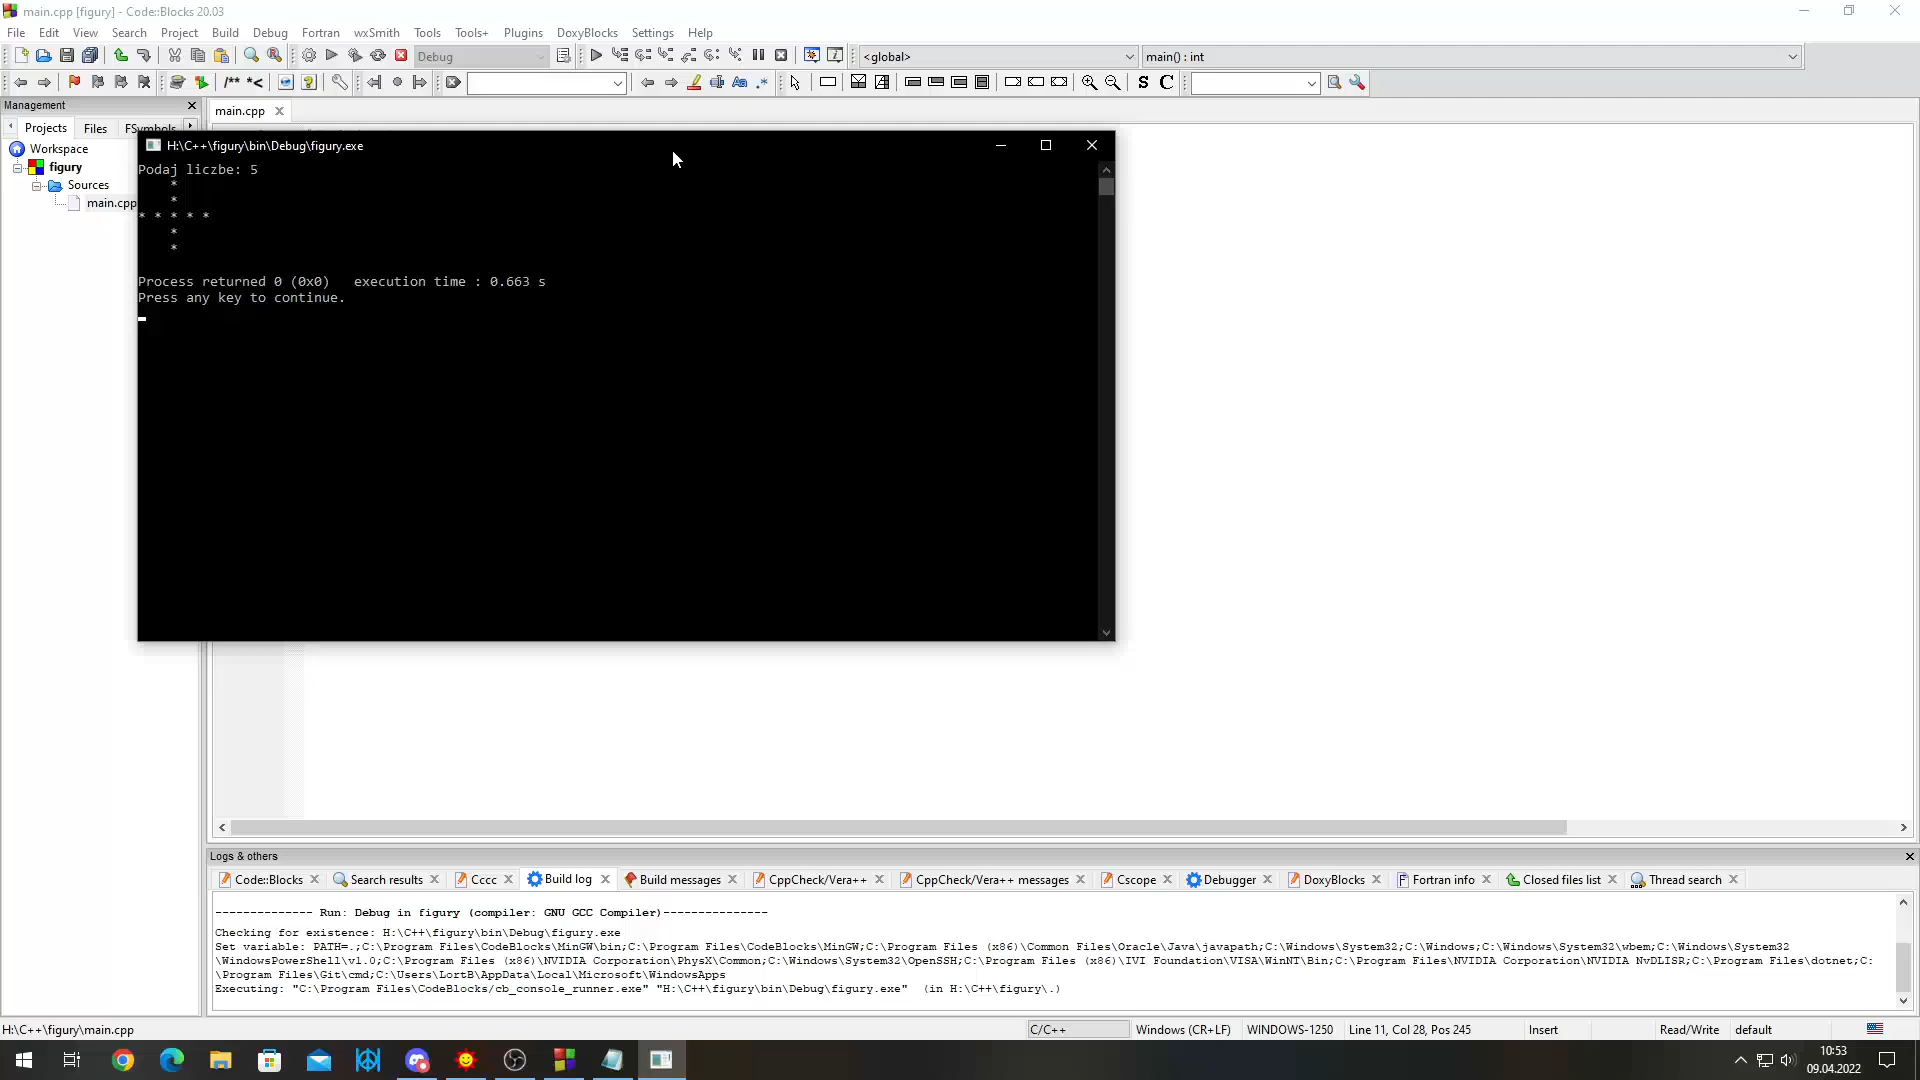 main.cpp [figury] - Code::Blocks 20.03
File Edit View Search Project Build Debug Fortran wxSmith Tools Tools+ Plugins DoxyBlocks Settings Help
Debug <global> main() : int
/** *< Aa .* S C
Management
main.cpp
Projects Files FSymbols
Workspace
figury
Sources
main.cpp
H:\C++\figury\bin\Debug\figury.exe
Podaj liczbe: 5
*
*
* * * * *
*
*
Process returned 0 (0x0)   execution time : 0.663 s
Press any key to continue.
Logs & others
Code::Blocks Search results Cccc Build log Build messages CppCheck/Vera++ CppCheck/Vera++ messages Cscope Debugger DoxyBlocks Fortran info Closed files list Thread search
-------------- Run: Debug in figury (compiler: GNU GCC Compiler)---------------
Checking for existence: H:\C++\figury\bin\Debug\figury.exe
Set variable: PATH=.;C:\Program Files\CodeBlocks\MinGW\bin;C:\Program Files\CodeBlocks\MinGW;C:\Program Files (x86)\Common Files\Oracle\Java\javapath;C:\Windows\System32;C:\Windows;C:\Windows\System32\wbem;C:\Windows\System32
\WindowsPowerShell\v1.0;C:\Program Files (x86)\NVIDIA Corporation\PhysX\Common;C:\Windows\System32\OpenSSH;C:\Program Files (x86)\IVI Foundation\VISA\WinNT\Bin;C:\Program Files\NVIDIA Corporation\NVIDIA NvDLISR;C:\Program Files\dotnet;C:
\Program Files\Git\cmd;C:\Users\LortB\AppData\Local\Microsoft\WindowsApps
Executing: "C:\Program Files\CodeBlocks/cb_console_runner.exe" "H:\C++\figury\bin\Debug\figury.exe"  (in H:\C++\figury\.)
H:\C++\figury\main.cpp C/C++ Windows (CR+LF) WINDOWS-1250 Line 11, Col 28, Pos 245 Insert Read/Write default
10:53
09.04.2022